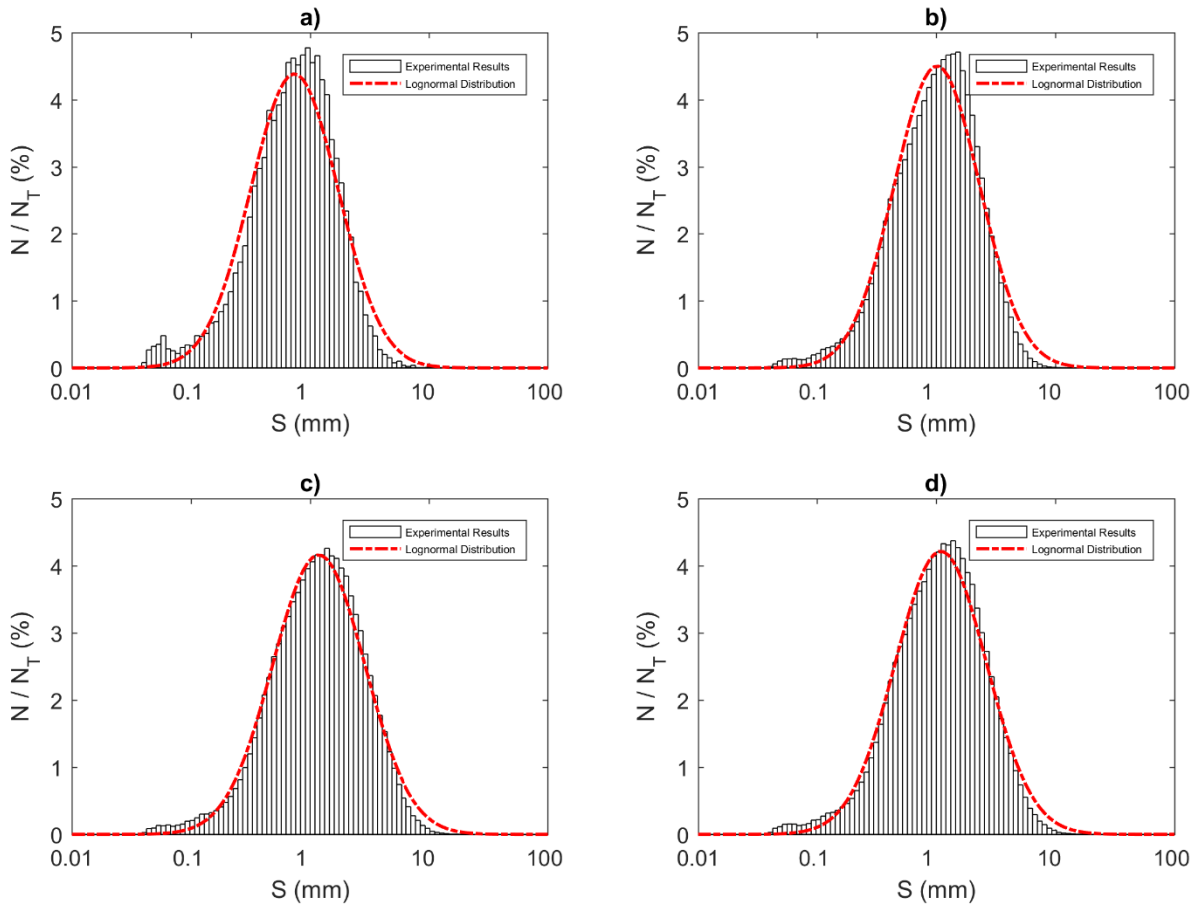 a)
5
4
3
2
1
0
N / N_T (%)
Experimental Results
Lognormal Distribution
0.01 0.1 1 10 100
S (mm)
b)
5
4
3
2
1
0
N / N_T (%)
Experimental Results
Lognormal Distribution
0.01 0.1 1 10 100
S (mm)
c)
5
4
3
2
1
0
N / N_T (%)
Experimental Results
Lognormal Distribution
0.01 0.1 1 10 100
S (mm)
d)
5
4
3
2
1
0
N / N_T (%)
Experimental Results
Lognormal Distribution
0.01 0.1 1 10 100
S (mm)